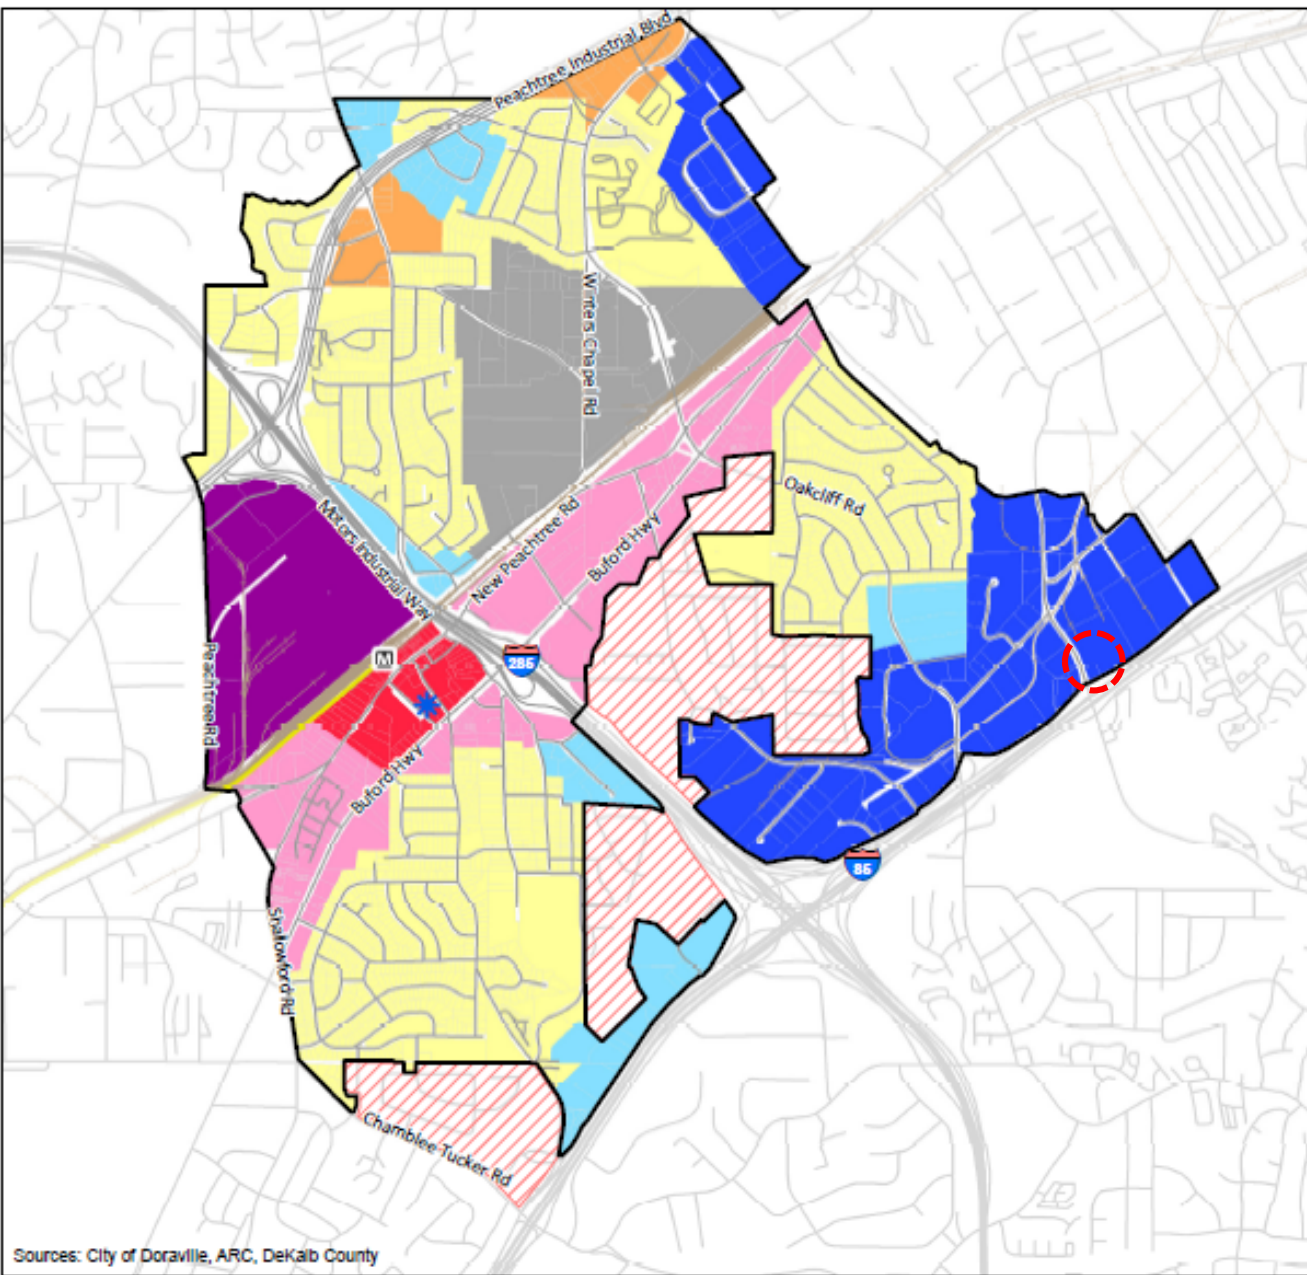 Peachtree Industrial Blvd
Winters Chapel Rd
Oakcliff Rd
Motors Industrial Way
New Peachtree Rd
Buford Hwy
Peachtree Rd
M
285
Buford Hwy
85
Shallowford Rd
Chamblee Tucker Rd
Sources: City of Doraville, ARC, DeKalb County